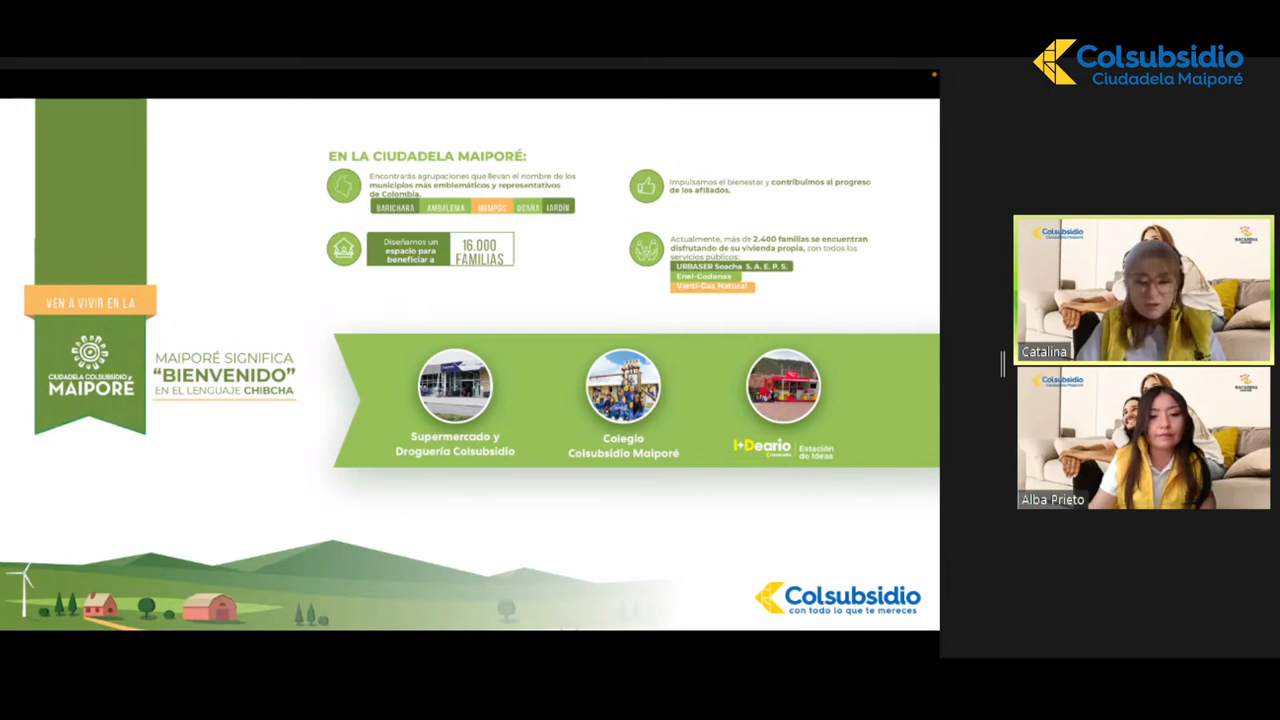 Colsubsidio
Ciudadela Maiporé
EN LA CIUDADELA MAIPORÉ:
Encontrarás agrupaciones que llevan el nombre de los
municipios más emblemáticos y representativos
de Colombia.
BARICHARA AMBALEMA MOMPOS OCAÑA JARDÍN
Diseñamos un
espacio para
beneficiar a
16.000
FAMILIAS
Impulsamos el bienestar y contribuimos al progreso
de los afiliados.
Actualmente, más de 2.400 familias se encuentran
disfrutando de su vivienda propia, con todos los
servicios públicos:
URBASER Soacha S. A. E. P. S.
Enel-Codensa
Vanti-Gas Natural
VEN A VIVIR EN LA
CIUDADELA COLSUBSIDIO
MAIPORÉ
MAIPORÉ SIGNIFICA
“BIENVENIDO”
EN EL LENGUAJE CHIBCHA
Supermercado y
Droguería Colsubsidio
Colegio
Colsubsidio Maiporé
I+Deario
Estación
de Ideas
Colsubsidio
con todo lo que te mereces
Colsubsidio
Catalina
Colsubsidio
Alba Prieto